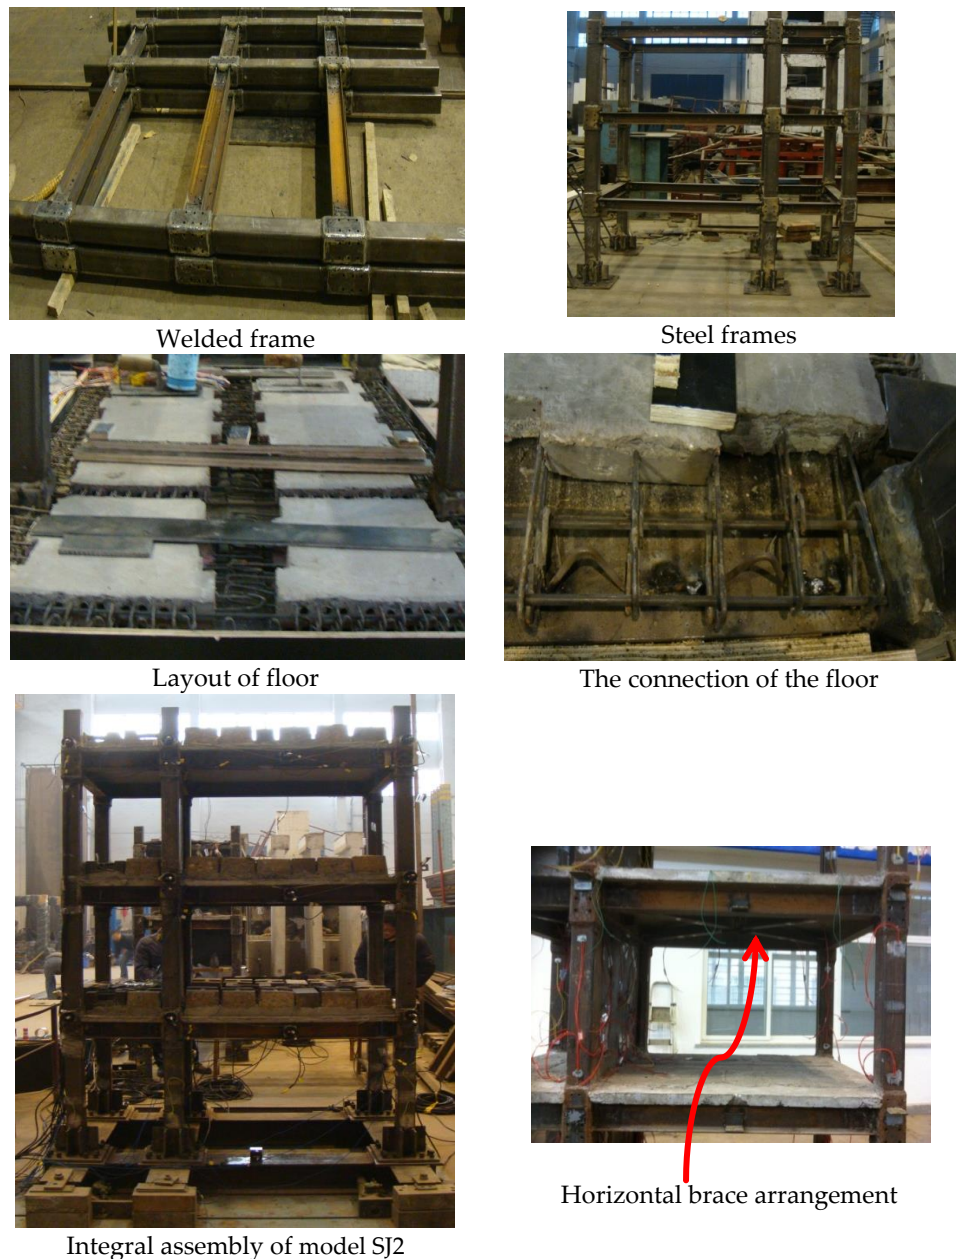 Welded frame
Steel frames
Layout of floor
The connection of the floor
Horizontal brace arrangement
Integral assembly of model SJ2